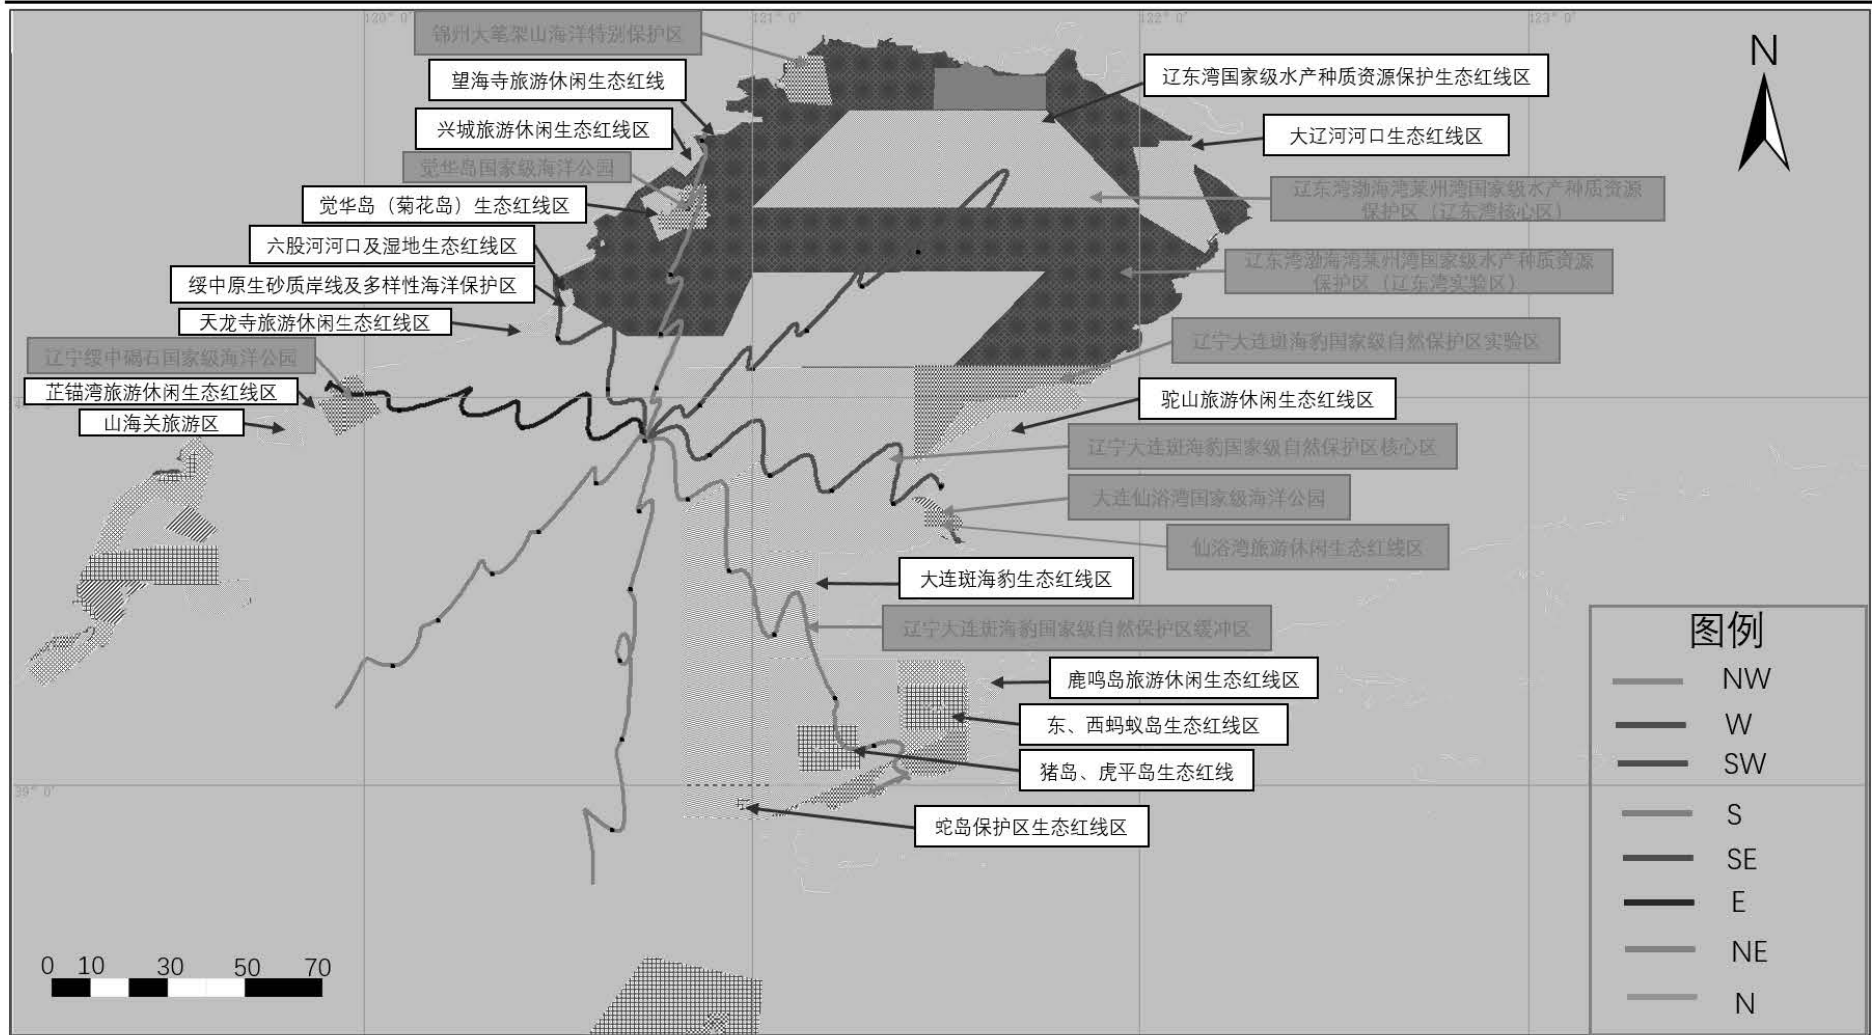 120° 0'
121° 0'
122° 0'
123° 0'
锦州大笔架山海洋特别保护区
望海寺旅游休闲生态红线
兴城旅游休闲生态红线区
觉华岛国家级海洋公园
觉华岛（菊花岛）生态红线区
六股河河口及湿地生态红线区
绥中原生砂质岸线及多样性海洋保护区
天龙寺旅游休闲生态红线区
辽宁绥中碣石国家级海洋公园
芷锚湾旅游休闲生态红线区
山海关旅游区
辽东湾国家级水产种质资源保护生态红线区
大辽河河口生态红线区
辽东湾渤海湾莱州湾国家级水产种质资源
保护区（辽东湾核心区）
辽东湾渤海湾莱州湾国家级水产种质资源
保护区（辽东湾实验区）
辽宁大连斑海豹国家级自然保护区实验区
驼山旅游休闲生态红线区
辽宁大连斑海豹国家级自然保护区核心区
大连仙浴湾国家级海洋公园
仙浴湾旅游休闲生态红线区
大连斑海豹生态红线区
辽宁大连斑海豹国家级自然保护区缓冲区
鹿鸣岛旅游休闲生态红线区
东、西蚂蚁岛生态红线区
猪岛、虎平岛生态红线
蛇岛保护区生态红线区
39° 0'
N
图例
NW
W
SW
S
SE
E
NE
N
0 10 30 50 70